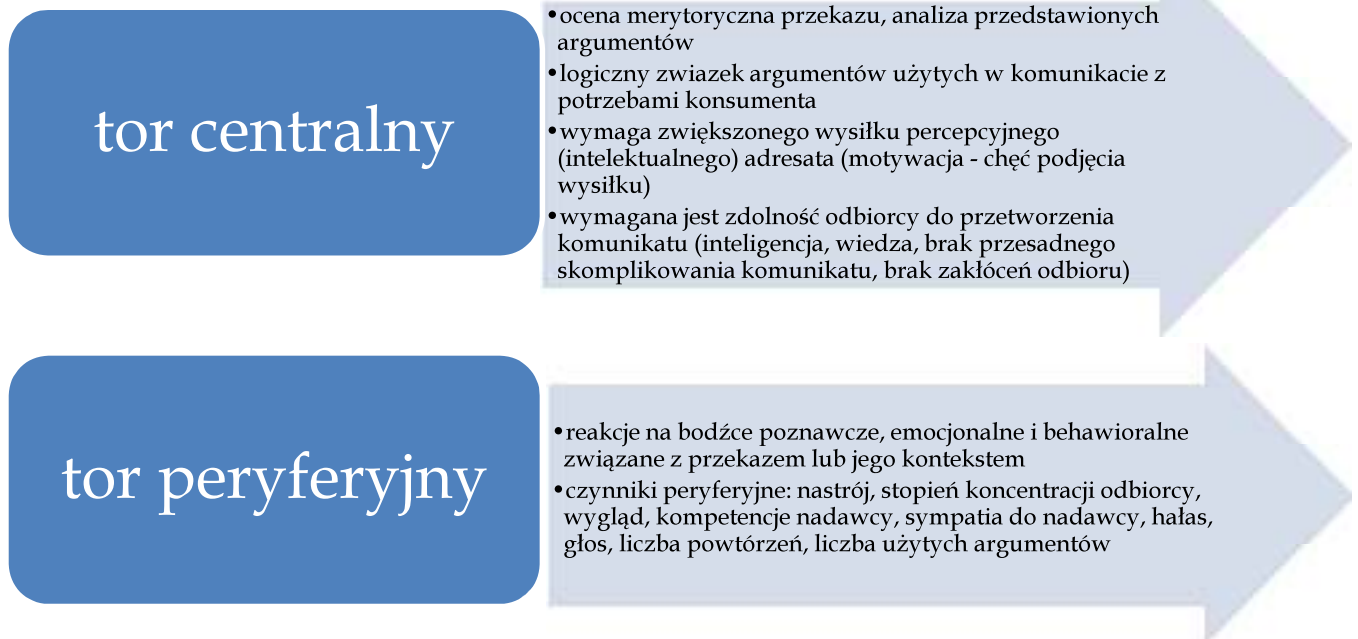 tor centralny
•ocena merytoryczna przekazu, analiza przedstawionych
argumentów
•logiczny zwiazek argumentów użytych w komunikacie z
potrzebami konsumenta
•wymaga zwiększonego wysiłku percepcyjnego
(intelektualnego) adresata (motywacja - chęć podjęcia
wysiłku)
•wymagana jest zdolność odbiorcy do przetworzenia
komunikatu (inteligencja, wiedza, brak przesadnego
skomplikowania komunikatu, brak zakłóceń odbioru)
tor peryferyjny
•reakcje na bodźce poznawcze, emocjonalne i behawioralne
związane z przekazem lub jego kontekstem
•czynniki peryferyjne: nastrój, stopień koncentracji odbiorcy,
wygląd, kompetencje nadawcy, sympatia do nadawcy, hałas,
głos, liczba powtórzeń, liczba użytych argumentów